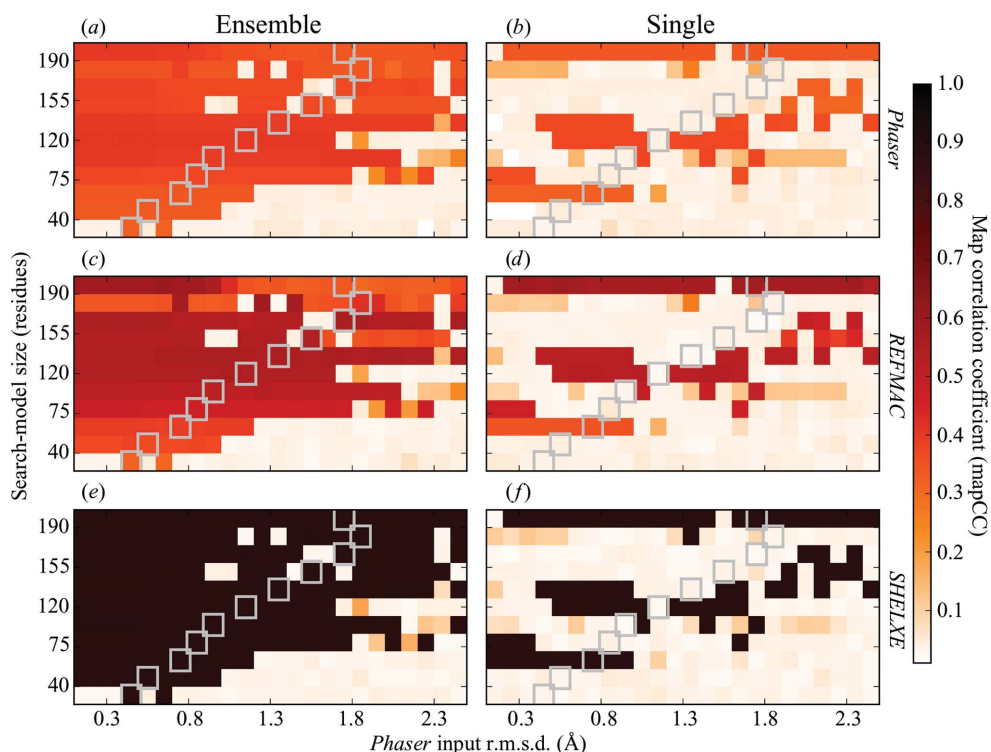 Ensemble
Single
(a)
(b)
190
155
120
75
40
Phaser
(c)
(d)
190
155
120
75
40
REFMAC
(e)
(f)
190
155
120
75
40
SHELXE
0.3 0.8 1.3 1.8 2.3
0.3 0.8 1.3 1.8 2.3
Phaser input r.m.s.d. (Å)
Search-model size (residues)
1.0
0.9
0.8
0.7
0.6
0.5
0.4
0.3
0.2
0.1
Map correlation coefficient (mapCC)